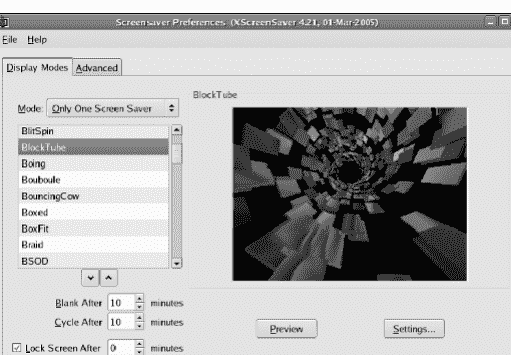 Screensaver Preferences (XScreenSaver 4.21, 01-Mar-2005)
File Help
Display Modes Advanced
Mode: Only One Screen Saver
BlitSpin
BlockTube
Boing
Bouboule
BouncingCow
Boxed
BoxFit
Braid
BSOD
Blank After 10 minutes
Cycle After 10 minutes
Lock Screen After 0 minutes
BlockTube
Preview Settings...